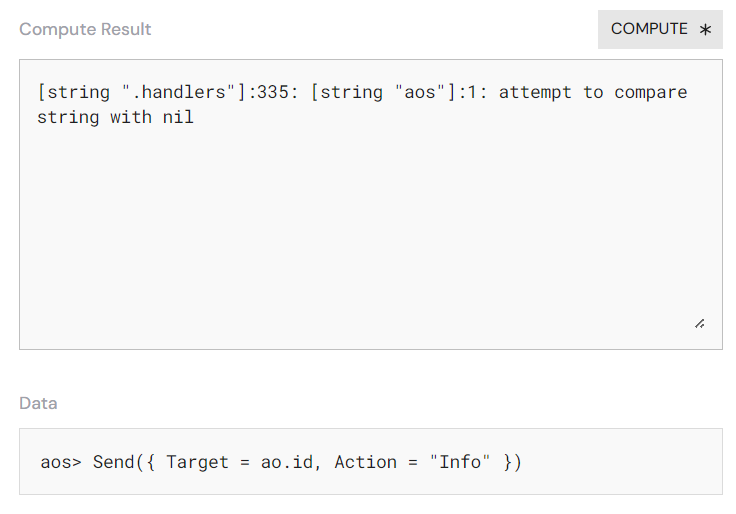 Compute Result
COMPUTE
[string ".handlers"]:335: [string "aos"]:1: attempt to compare
string with nil
Data
aos> Send({ Target = ao.id, Action = "Info" })